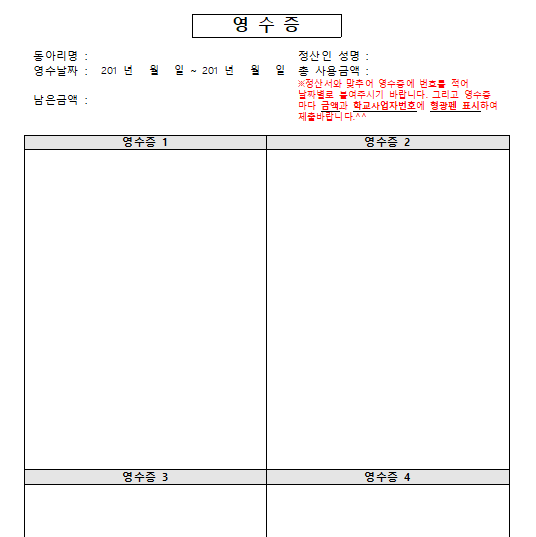 영 수 증
동아리명 :
정산인 성명 :
영수날짜 : 201 년 월 일 ~ 201 년 월 일
총 사용금액 :
※정산서와 맞추어 영수증에 번호를 적어
날짜별로 붙여주시기 바랍니다. 그리고 영수증
마다 금액과 학교사업자번호에 형광펜 표시하여
제출바랍니다.^^
남은금액 :
영수증 1
영수증 2
영수증 3
영수증 4